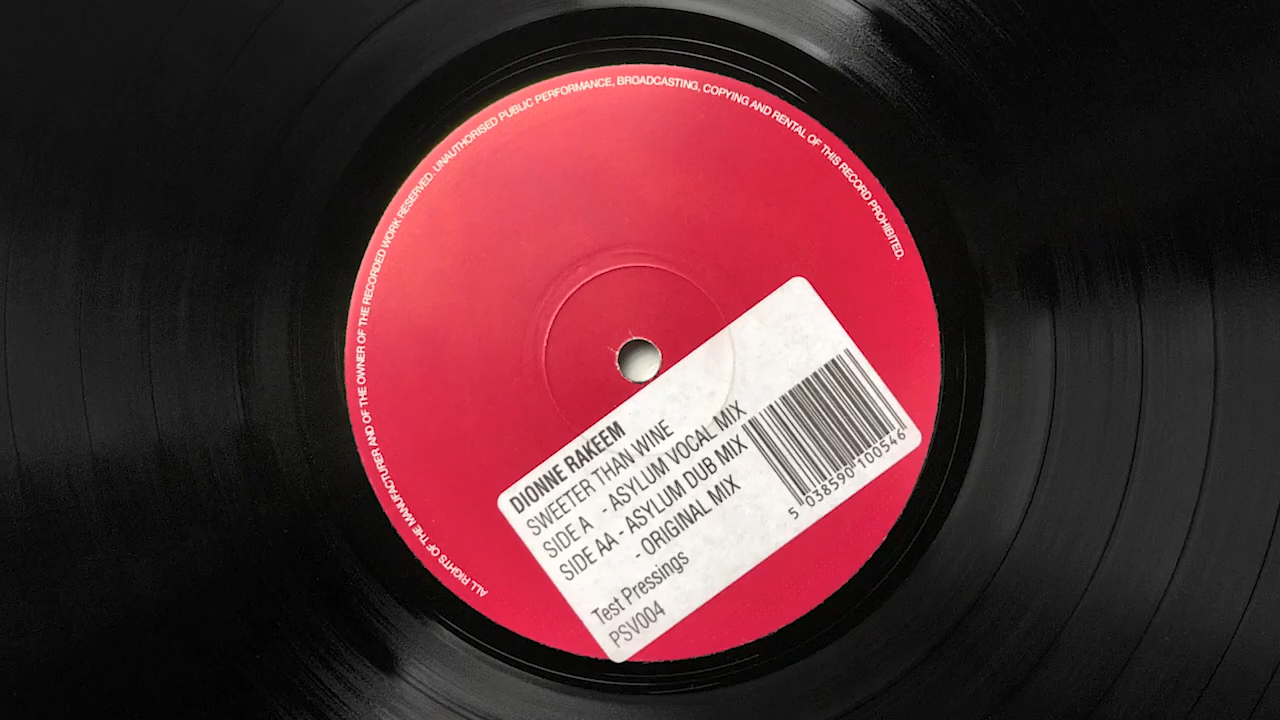 ALL RIGHTS OF THE MANUFACTURER AND OF THE OWNER OF THE RECORDED WORK RESERVED. UNAUTHORISED PUBLIC PERFORMANCE, BROADCASTING, COPYING AND RENTAL OF THIS RECORD PROHIBITED.
DIONNE RAKEEM
SWEETER THAN WINE
SIDE A - ASYLUM VOCAL MIX
SIDE AA - ASYLUM DUB MIX
- ORIGINAL MIX
Test Pressings
PSV004
5 038590 100546